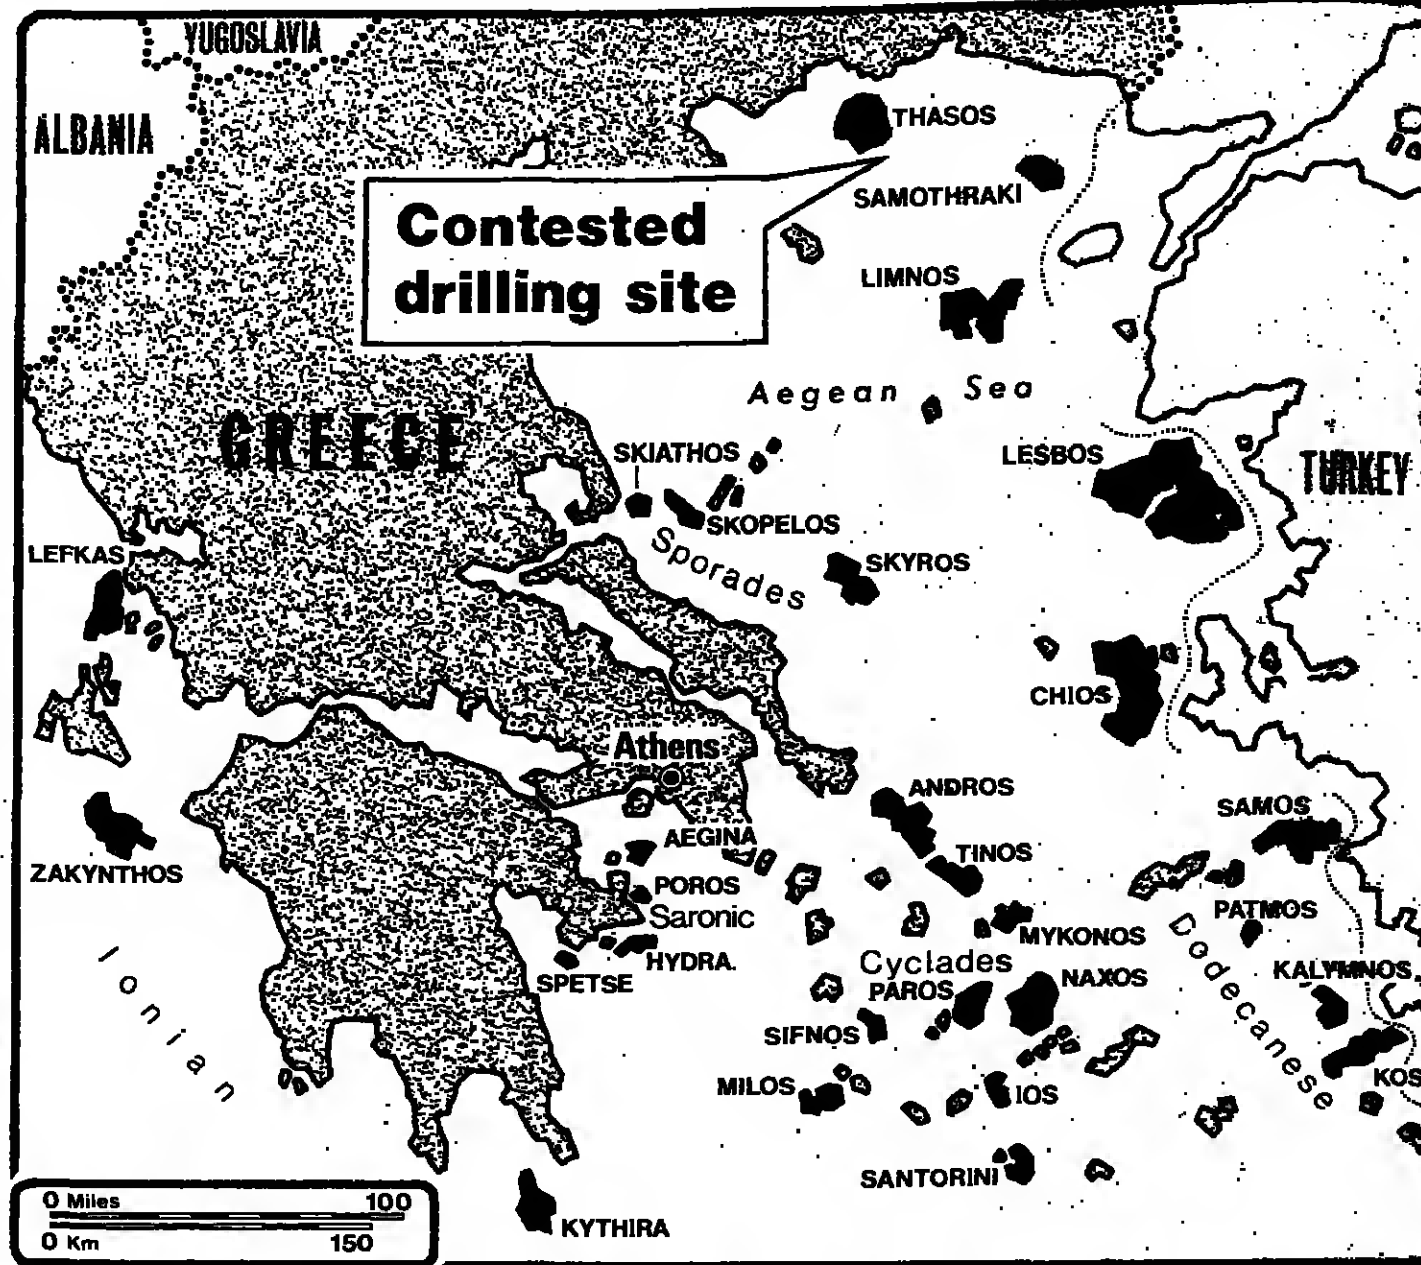 YUGOSLAVIA
ALBANIA
THASOS
SAMOTHRAKI
Contested
drilling site
LIMNOS
Aegean Sea
GREECE
SKIATHOS
LESBOS
TURKEY
SKOPELOS
Sporades
SKYROS
LEFKAS
CHIOS
Athens
ANDROS
SAMOS
AEGINA
TINOS
ZAKYNTHOS
POROS
Saronic
PATMOS
MYKONOS
HYDRA.
Cyclades
Dodecanese
SPETSE
PAROS
NAXOS
KALYMNOS
Ionian
SIFNOS
MILOS
IOS
KOS
SANTORINI
0 Miles 100
0 Km 150
KYTHIRA